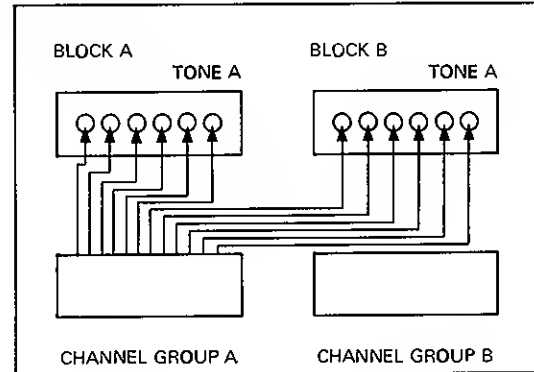 BLOCK A
BLOCK B
TONE A
TONE A
CHANNEL GROUP A
CHANNEL GROUP B